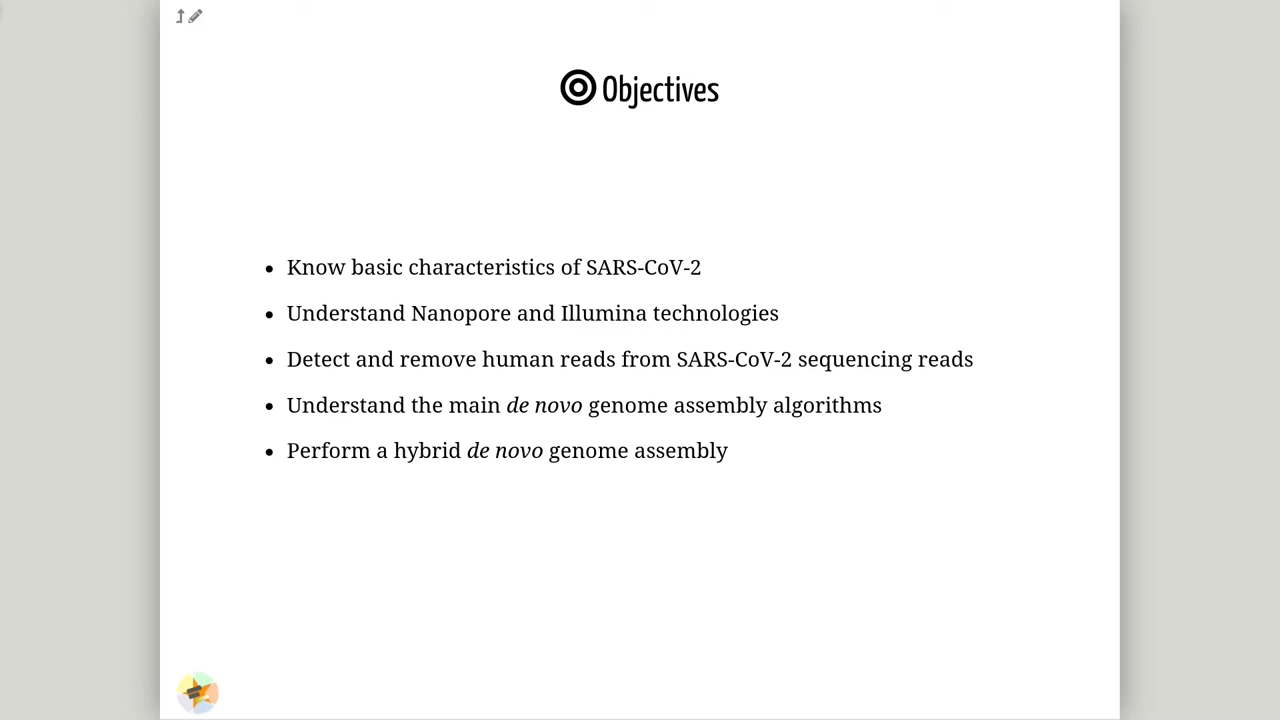 Objectives
Know basic characteristics of SARS-CoV-2
Understand Nanopore and Illumina technologies
Detect and remove human reads from SARS-CoV-2 sequencing reads
Understand the main de novo genome assembly algorithms
Perform a hybrid de novo genome assembly